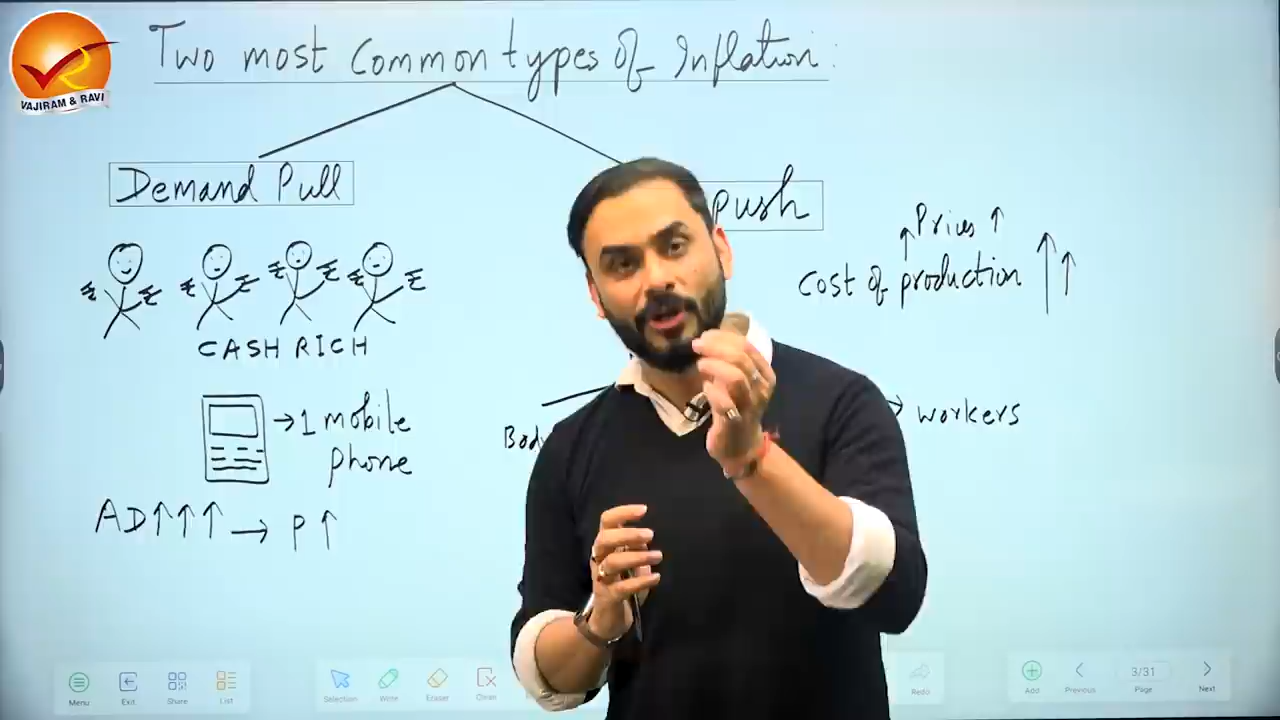 VAJIRAM & RAVI
Two most common types of Inflation:
Demand Pull
push
Prices ↑
↑
Cost of production ↑↑
CASH RICH
→ 1 mobile
phone
workers
AD↑↑↑ → P↑
Menu
Exit
Share
List
Selection
Write
Eraser
Clean
Redo
Add
Previous
3/31
Page
Next